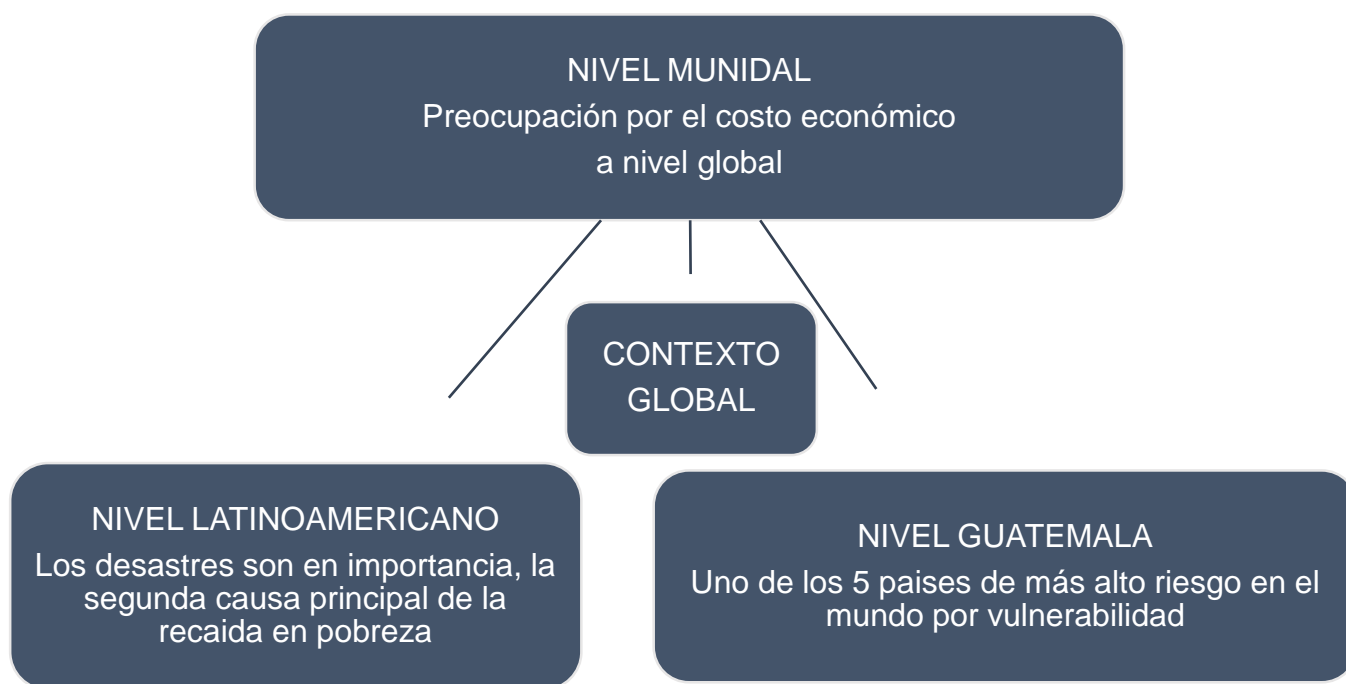 NIVEL MUNIDAL
Preocupación por el costo económico
a nivel global
CONTEXTO
GLOBAL
NIVEL LATINOAMERICANO
Los desastres son en importancia, la
segunda causa principal de la
recaida en pobreza
NIVEL GUATEMALA
Uno de los 5 paises de más alto riesgo en el
mundo por vulnerabilidad